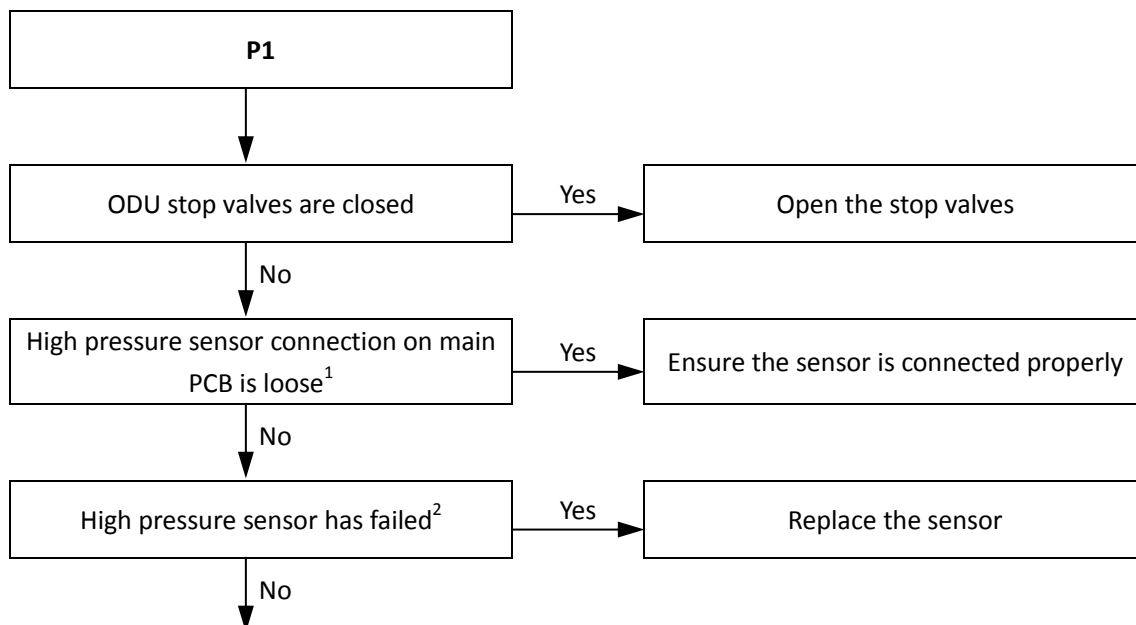 P1
ODU stop valves are closed
Yes
Open the stop valves
No
High pressure sensor connection on main
PCB is loose¹
Yes
Ensure the sensor is connected properly
No
High pressure sensor has failed²
Yes
Replace the sensor
No